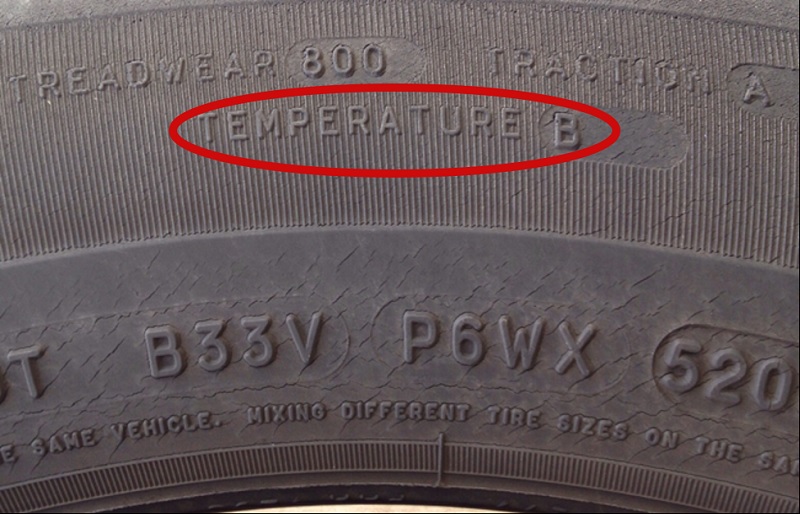 TREADWEAR 800 TRACTION A
TEMPERATURE B
B33V P6WX 520
SAME VEHICLE. MIXING DIFFERENT TIRE SIZES ON THE